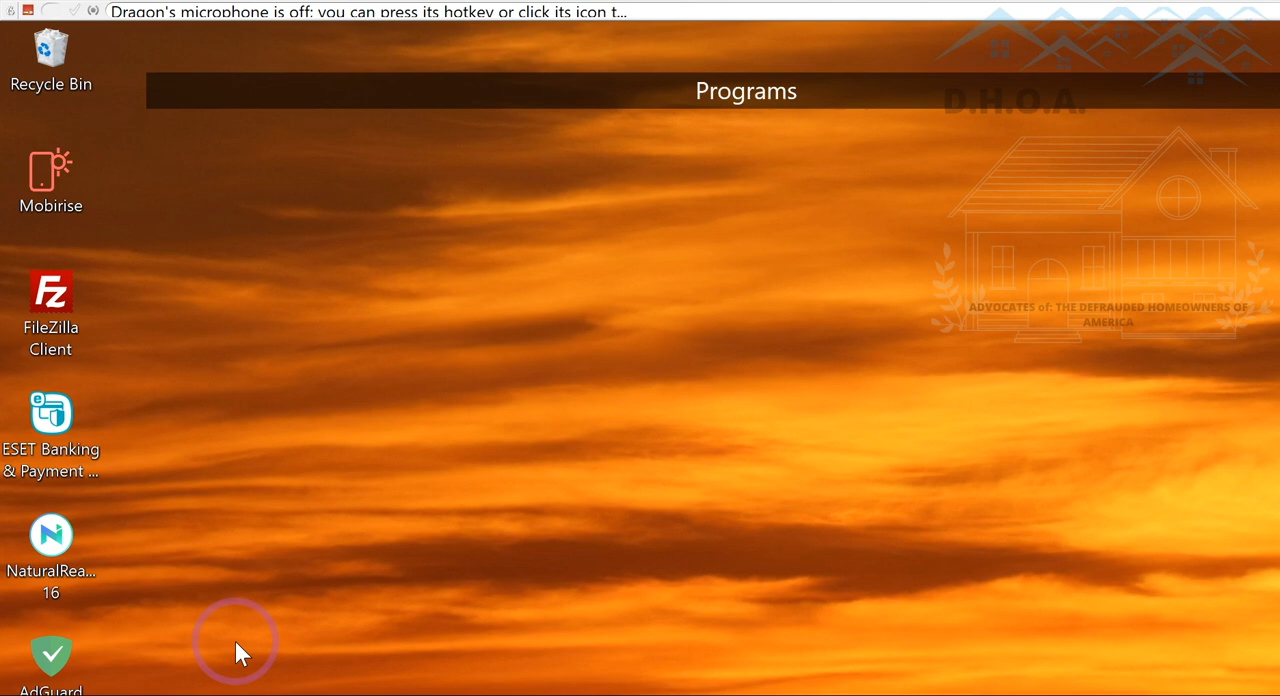 Dragon's microphone is off: you can press its hotkey or click its icon t...
Recycle Bin
Programs
D.H.O.A.
Mobirise
ADVOCATES of: THE DEFRAUDED HOMEOWNERS OF
AMERICA
Fz
FileZilla
Client
e
ESET Banking
& Payment ...
N
NaturalRea...
16
AdGuard